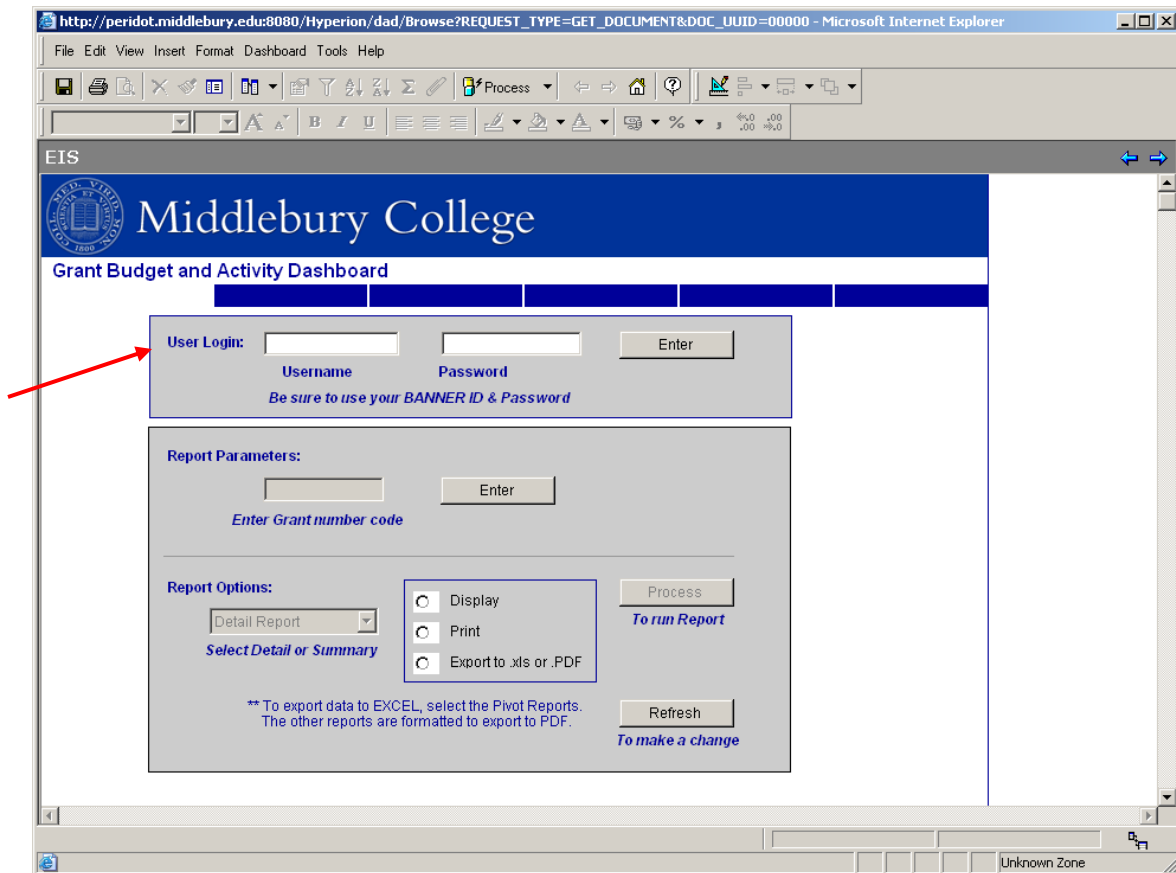 http://peridot.middlebury.edu:8080/Hyperion/dad/Browse?REQUEST_TYPE=GET_DOCUMENT&DOC_UUID=00000 - Microsoft Internet Explorer
File Edit View Insert Format Dashboard Tools Help
Process
B I U % , .00 .00
EIS
Middlebury College
Grant Budget and Activity Dashboard
User Login: Enter
Username Password
Be sure to use your BANNER ID & Password
Report Parameters:
Enter
Enter Grant number code
Report Options:
Display Process
Detail Report Print To run Report
Select Detail or Summary
Export to .xls or .PDF
** To export data to EXCEL, select the Pivot Reports.
The other reports are formatted to export to PDF.
Refresh
To make a change
Unknown Zone